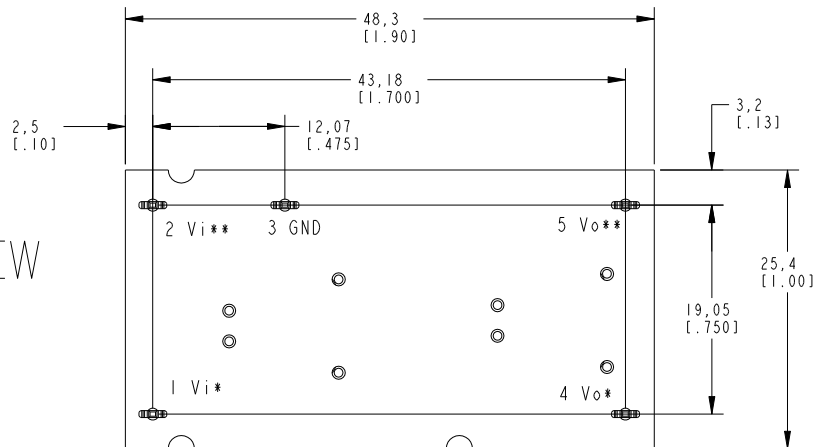 48,3
[1.90]
43,18
[1.700]
2,5
[.10]
12,07
[.475]
3,2
[.13]
2 Vi**
3 GND
5 Vo**
25,4
[1.00]
19,05
[.750]
1 Vi*
4 Vo*